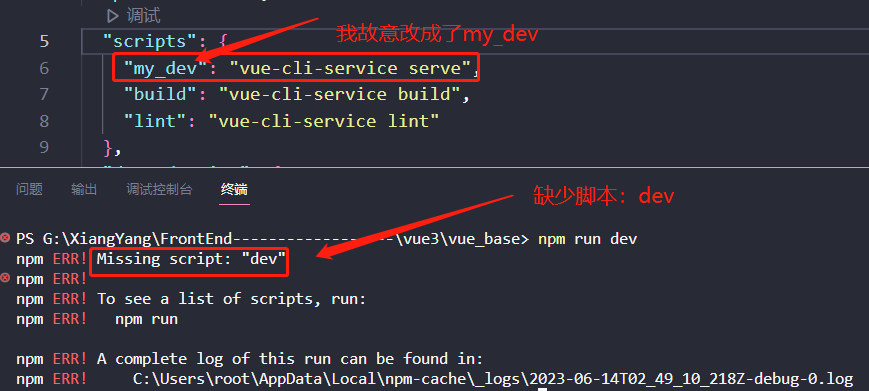 调试
5 "scripts": { 我故意改成了my_dev
6 "my_dev": "vue-cli-service serve",
7 "build": "vue-cli-service build",
8 "lint": "vue-cli-service lint"
9 },
问题 输出 调试控制台 终端
缺少脚本：dev
PS G:\XiangYang\FrontEnd------------------\vue3\vue_base> npm run dev
npm ERR! Missing script: "dev"
npm ERR!
npm ERR! To see a list of scripts, run:
npm ERR!   npm run
npm ERR! A complete log of this run can be found in:
npm ERR!     C:\Users\root\AppData\Local\npm-cache\_logs\2023-06-14T02_49_10_218Z-debug-0.log